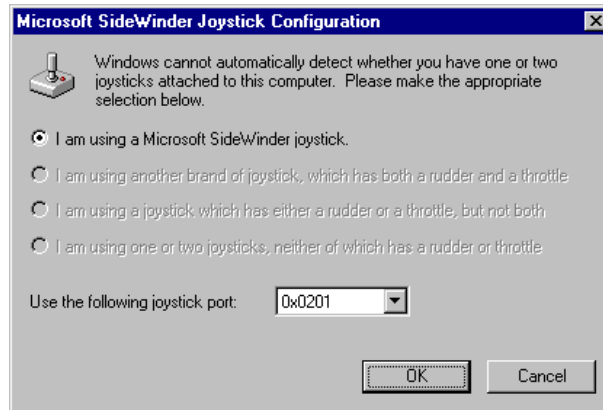 Microsoft SideWinder Joystick Configuration
Windows cannot automatically detect whether you have one or two
joysticks attached to this computer. Please make the appropriate
selection below.
I am using a Microsoft SideWinder joystick.
I am using another brand of joystick, which has both a rudder and a throttle
I am using a joystick which has either a rudder or a throttle, but not both
I am using one or two joysticks, neither of which has a rudder or throttle
Use the following joystick port: 0x0201
OK Cancel